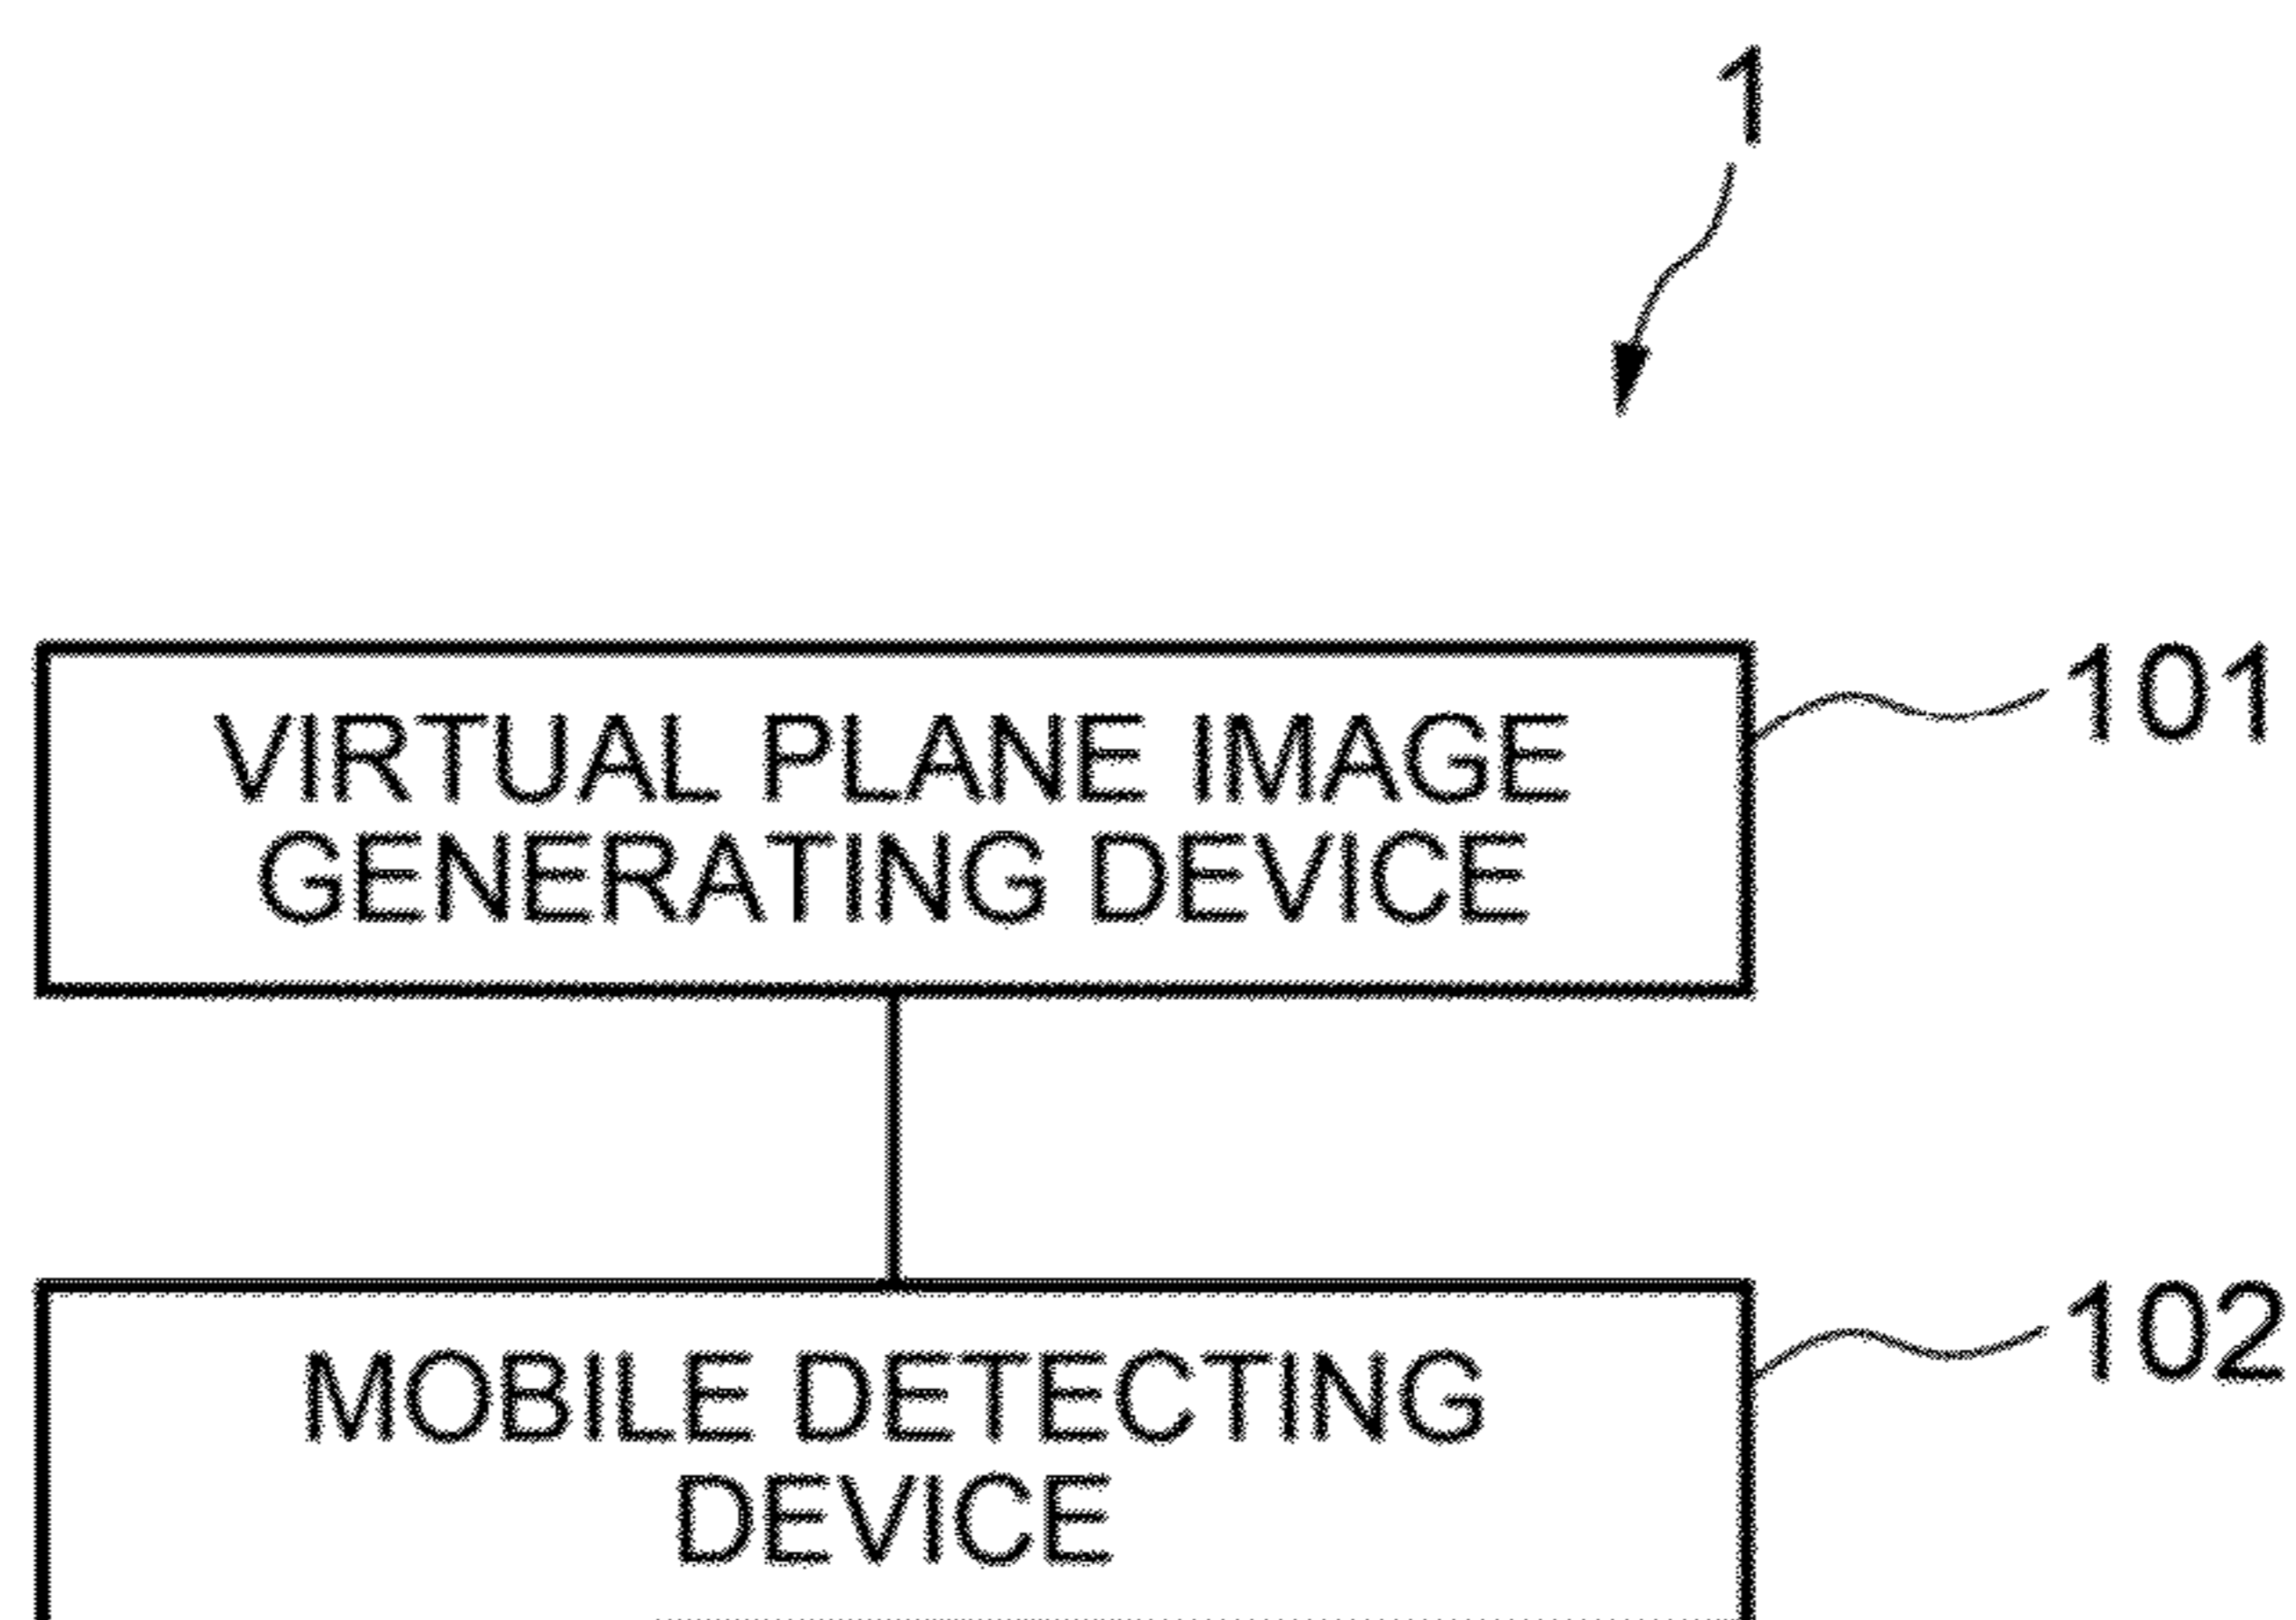 1
VIRTUAL PLANE IMAGE
GENERATING DEVICE
101
MOBILE DETECTING
DEVICE
102